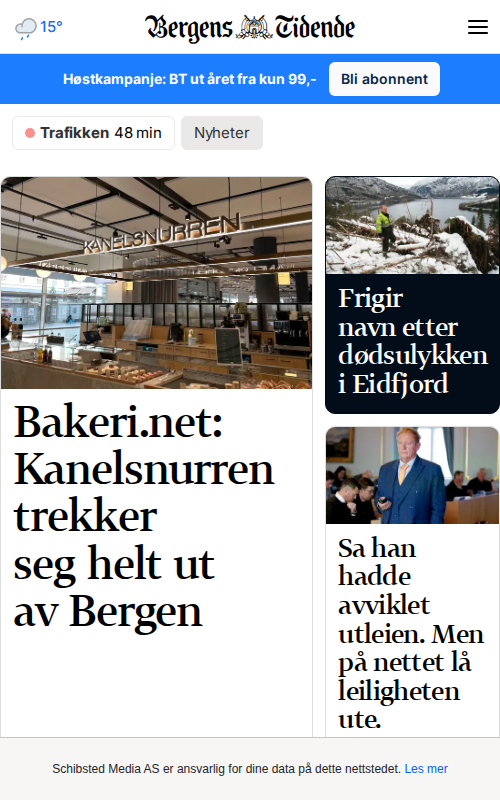 15°
Bergens Tidende
Høstkampanje: BT ut året fra kun 99,-
Bli abonnent
Trafikken 48 min
Nyheter
KANELSNURREN
Bakeri.net:
Kanelsnurren
trekker
seg helt ut
av Bergen
Frigir
navn etter
dødsulykken
i Eidfjord
Sa han
hadde
avviklet
utleien. Men
på nettet lå
leiligheten
ute.
Schibsted Media AS er ansvarlig for dine data på dette nettstedet. Les mer